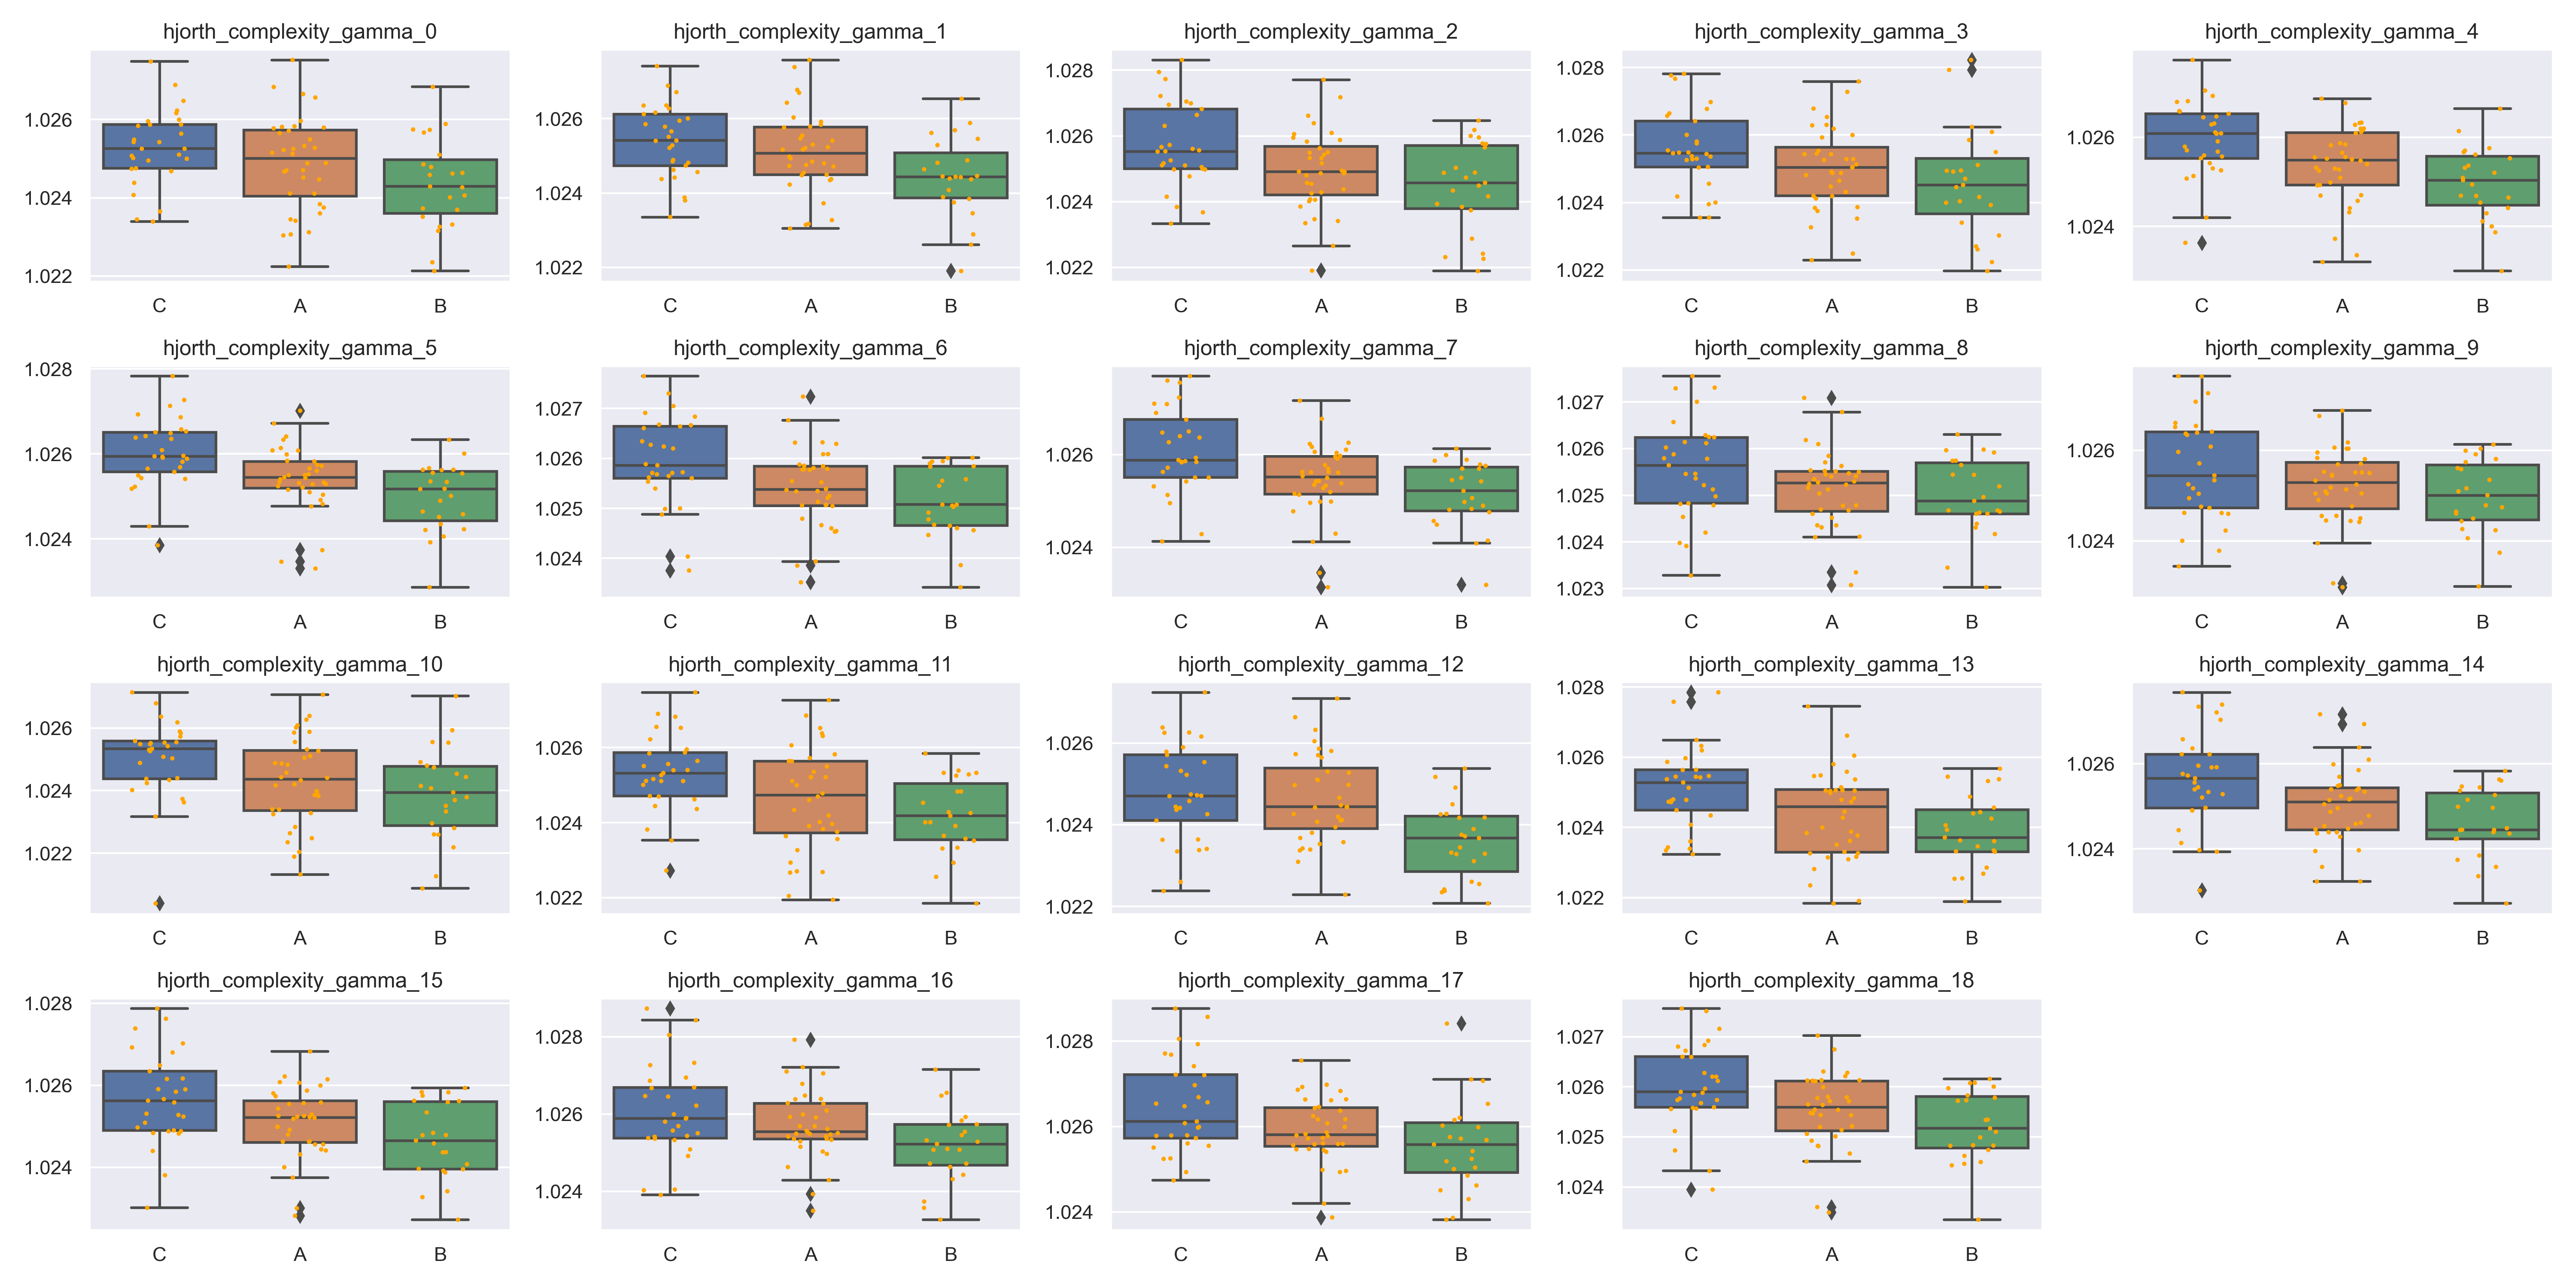 hjorth_complexity_gamma_0
1.026
1.024
1.022
C A B
hjorth_complexity_gamma_1
1.026
1.024
1.022
C A B
hjorth_complexity_gamma_2
1.028
1.026
1.024
1.022
C A B
hjorth_complexity_gamma_3
1.028
1.026
1.024
1.022
C A B
hjorth_complexity_gamma_4
1.026
1.024
C A B
hjorth_complexity_gamma_5
1.028
1.026
1.024
C A B
hjorth_complexity_gamma_6
1.027
1.026
1.025
1.024
C A B
hjorth_complexity_gamma_7
1.026
1.024
C A B
hjorth_complexity_gamma_8
1.027
1.026
1.025
1.024
1.023
C A B
hjorth_complexity_gamma_9
1.026
1.024
C A B
hjorth_complexity_gamma_10
1.026
1.024
1.022
C A B
hjorth_complexity_gamma_11
1.026
1.024
1.022
C A B
hjorth_complexity_gamma_12
1.026
1.024
1.022
C A B
hjorth_complexity_gamma_13
1.028
1.026
1.024
1.022
C A B
hjorth_complexity_gamma_14
1.026
1.024
C A B
hjorth_complexity_gamma_15
1.028
1.026
1.024
C A B
hjorth_complexity_gamma_16
1.028
1.026
1.024
C A B
hjorth_complexity_gamma_17
1.028
1.026
1.024
C A B
hjorth_complexity_gamma_18
1.027
1.026
1.025
1.024
C A B